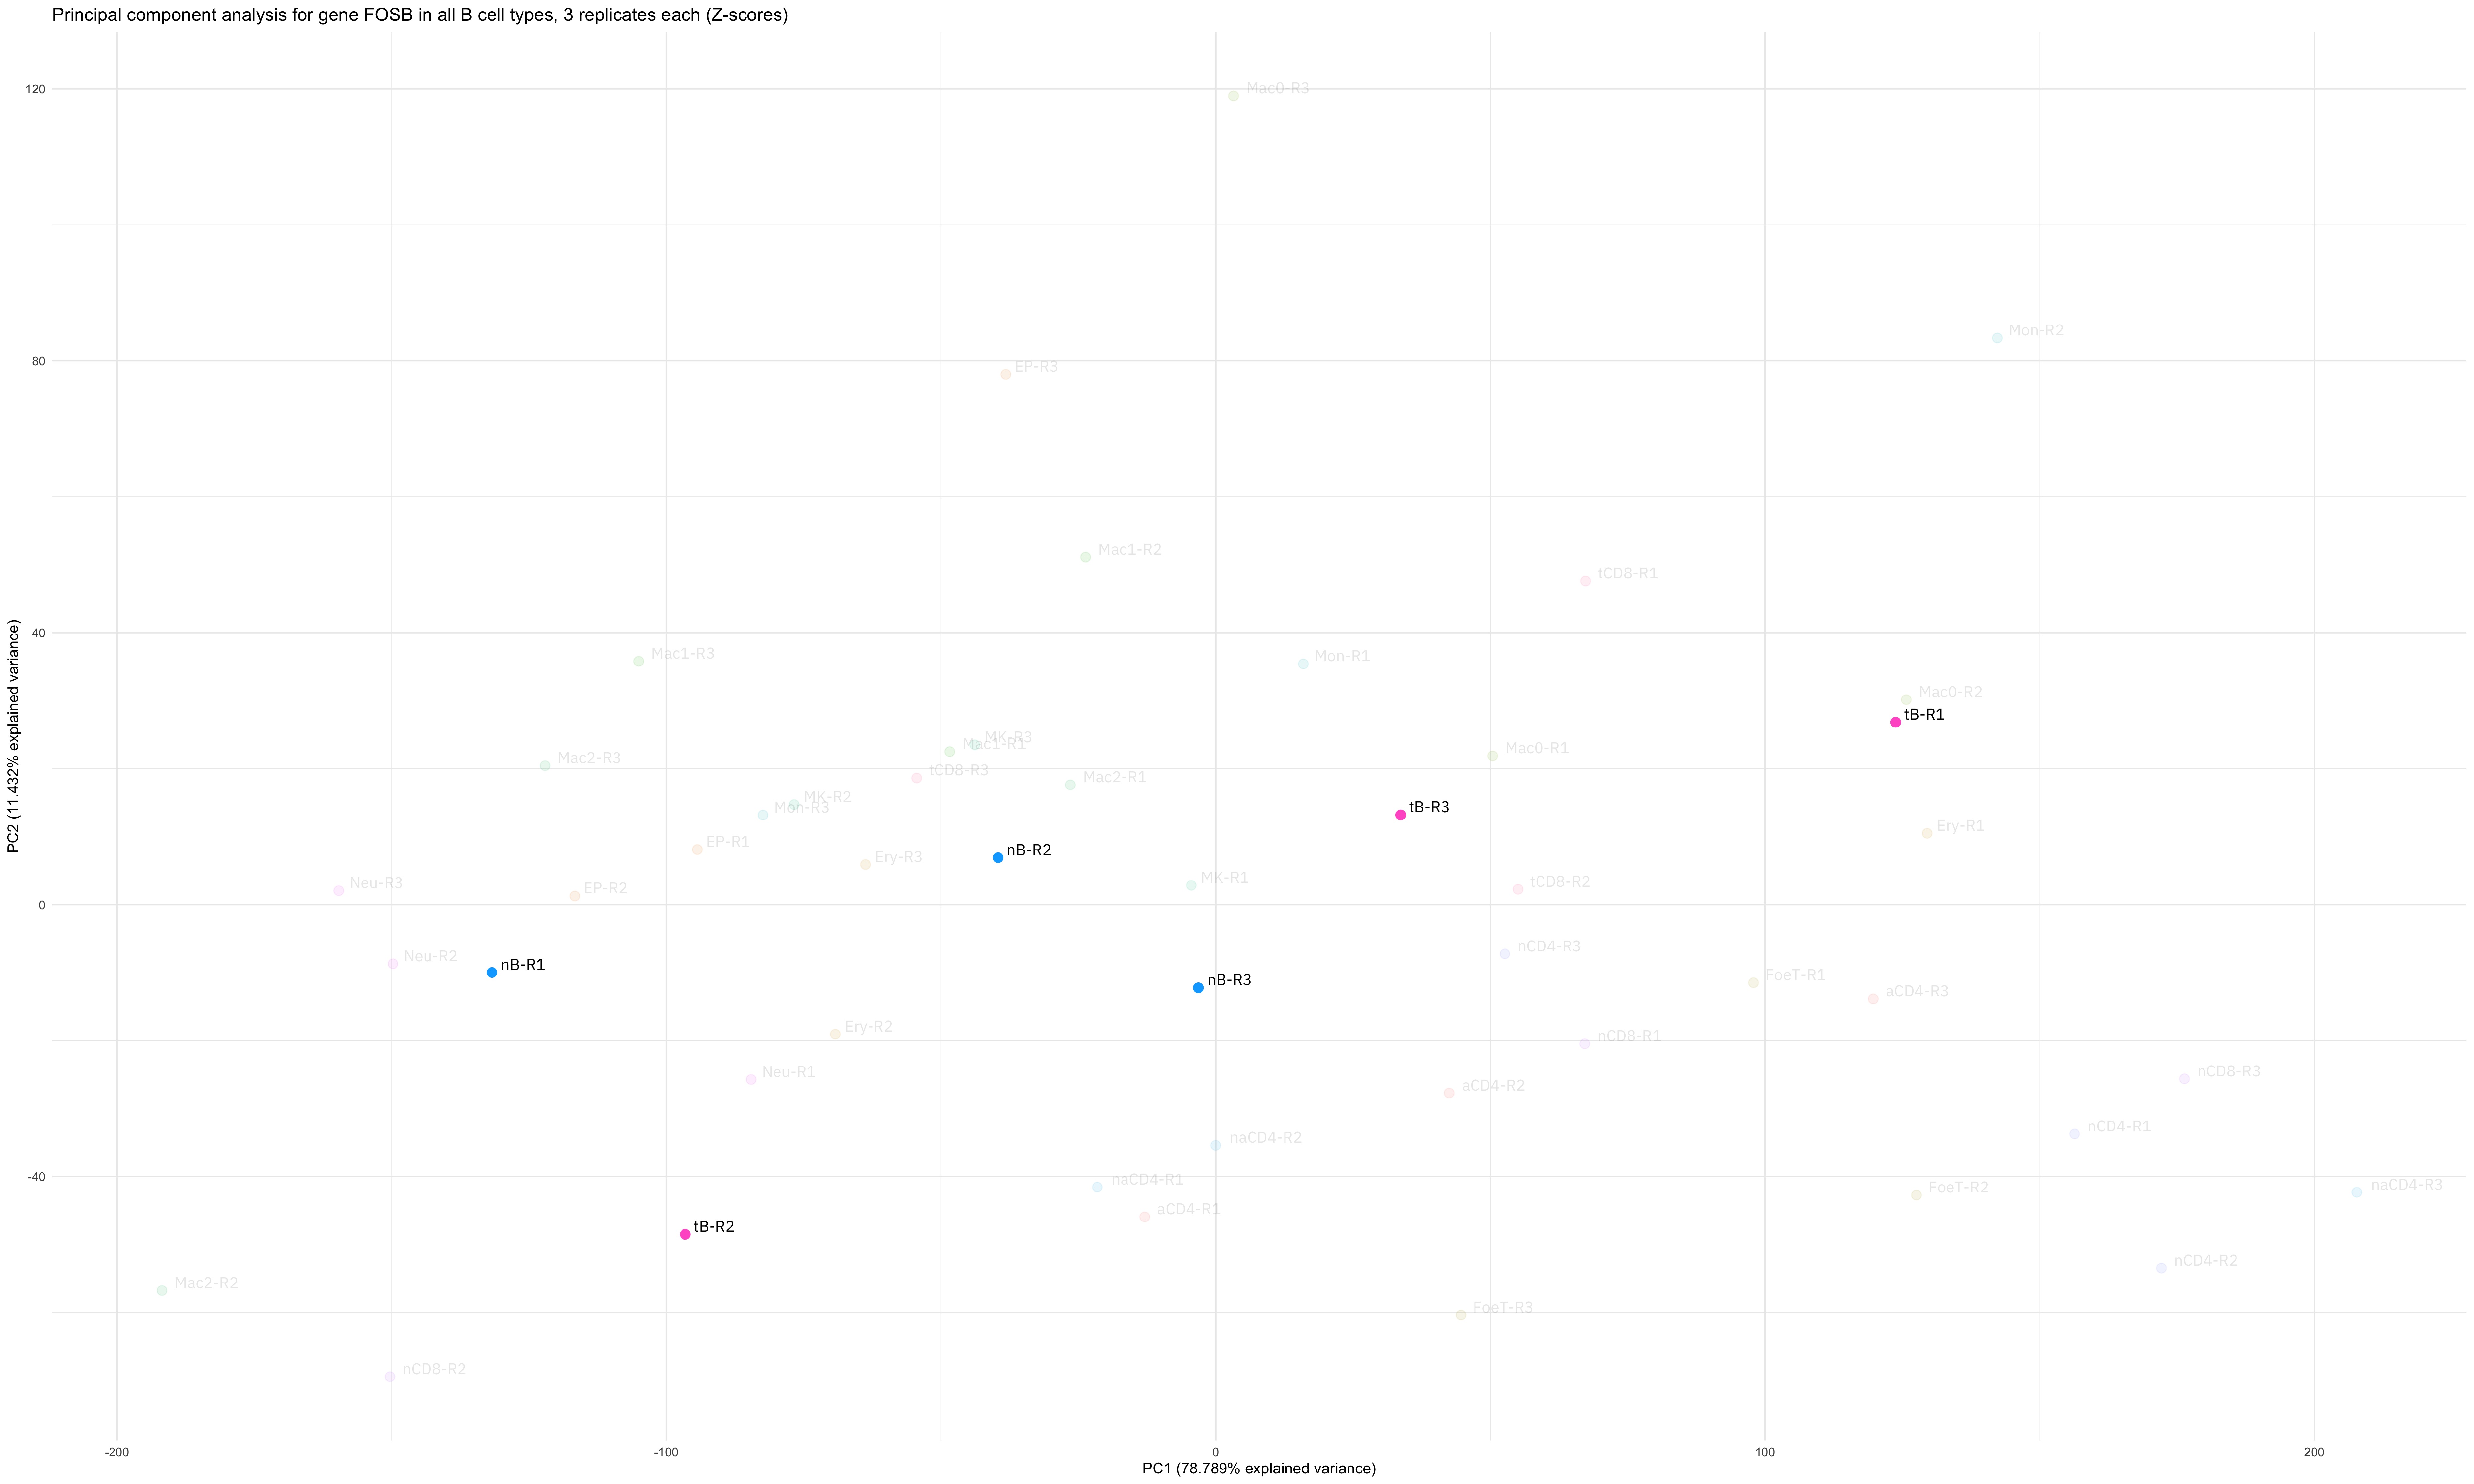 Principal component analysis for gene FOSB in all B cell types, 3 replicates each (Z-scores)
120
Mac0-R3
Mon-R2
80
EP-R3
Mac1-R2
tCD8-R1
40
Mac1-R3
Mon-R1
Mac0-R2
tB-R1
MK-R3
Mac1-R1
Mac0-R1
Mac2-R3
tCD8-R3
Mac2-R1
MK-R2
Mon-R3
tB-R3
Ery-R1
EP-R1
nB-R2
Ery-R3
Neu-R3
EP-R2
MK-R1
tCD8-R2
0
Neu-R2
nB-R1
nCD4-R3
nB-R3
FoeT-R1
aCD4-R3
Ery-R2
nCD8-R1
Neu-R1
aCD4-R2
nCD8-R3
naCD4-R2
nCD4-R1
-40
naCD4-R1
FoeT-R2
naCD4-R3
aCD4-R1
tB-R2
nCD4-R2
Mac2-R2
FoeT-R3
nCD8-R2
PC2 (11.432% explained variance)
-200
-100
0
100
200
PC1 (78.789% explained variance)